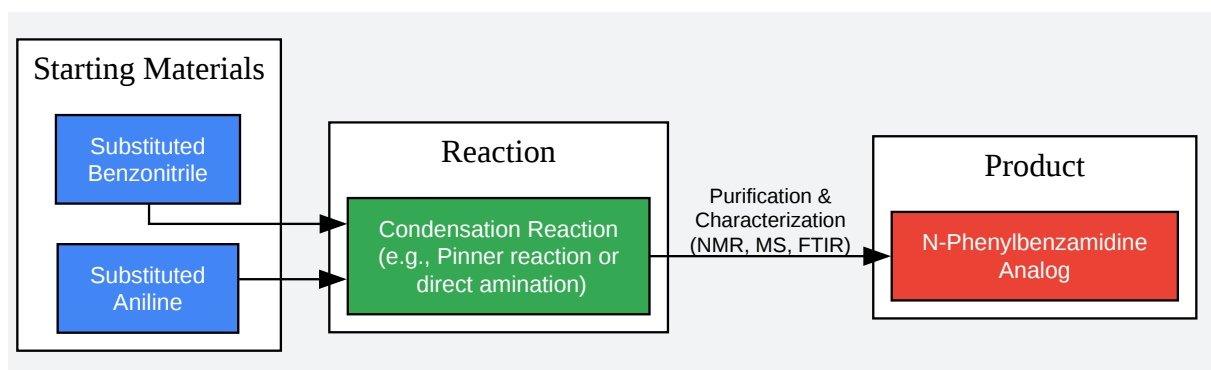 Starting Materials
Substituted
Benzonitrile
Substituted
Aniline
Reaction
Condensation Reaction
(e.g., Pinner reaction or
direct amination)
Purification &
Characterization
(NMR, MS, FTIR)
Product
N-Phenylbenzamidine
Analog